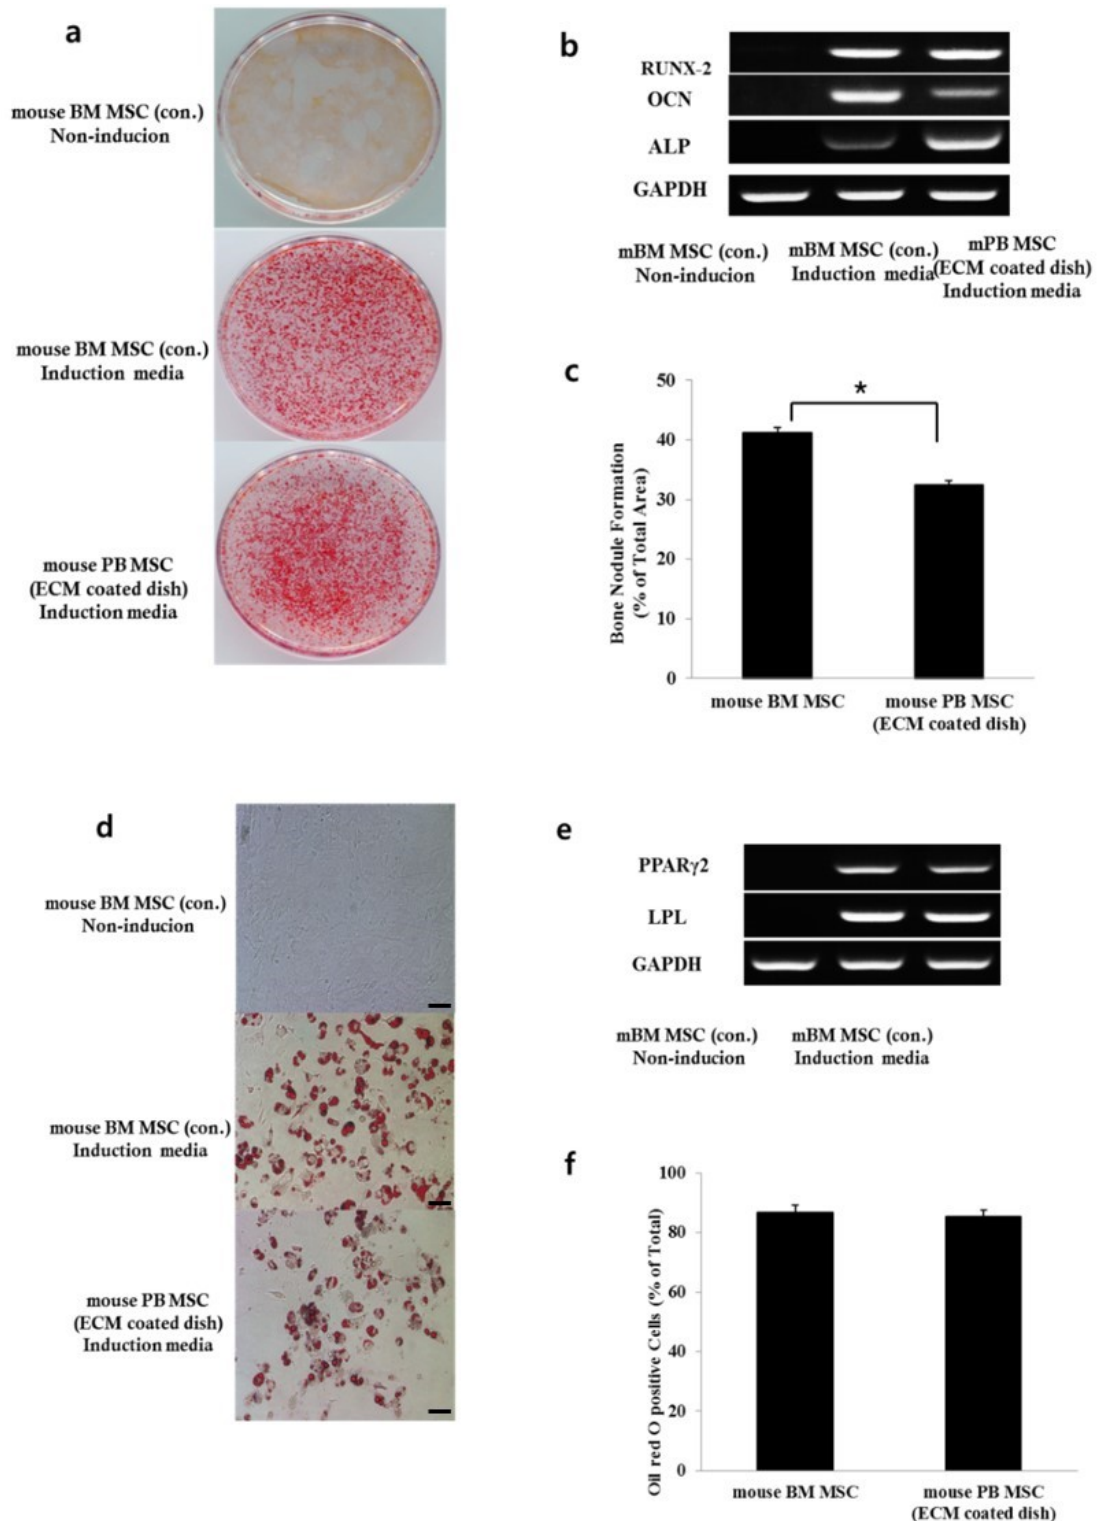 a
mouse BM MSC (con.)
Non-inducion
mouse BM MSC (con.)
Induction media
mouse PB MSC
(ECM coated dish)
Induction media
b
RUNX-2
OCN
ALP
GAPDH
mBM MSC (con.)
Non-inducion
mBM MSC (con.)
Induction media
mPB MSC
(ECM coated dish)
Induction media
c
Bone Nodule Formation
(% of Total Area)
50
40
30
20
10
0
*
mouse BM MSC
mouse PB MSC
(ECM coated dish)
d
mouse BM MSC (con.)
Non-inducion
mouse BM MSC (con.)
Induction media
mouse PB MSC
(ECM coated dish)
Induction media
e
PPARγ2
LPL
GAPDH
mBM MSC (con.)
Non-inducion
mBM MSC (con.)
Induction media
f
Oil red O positive Cells (% of Total)
100
80
60
40
20
0
mouse BM MSC
mouse PB MSC
(ECM coated dish)